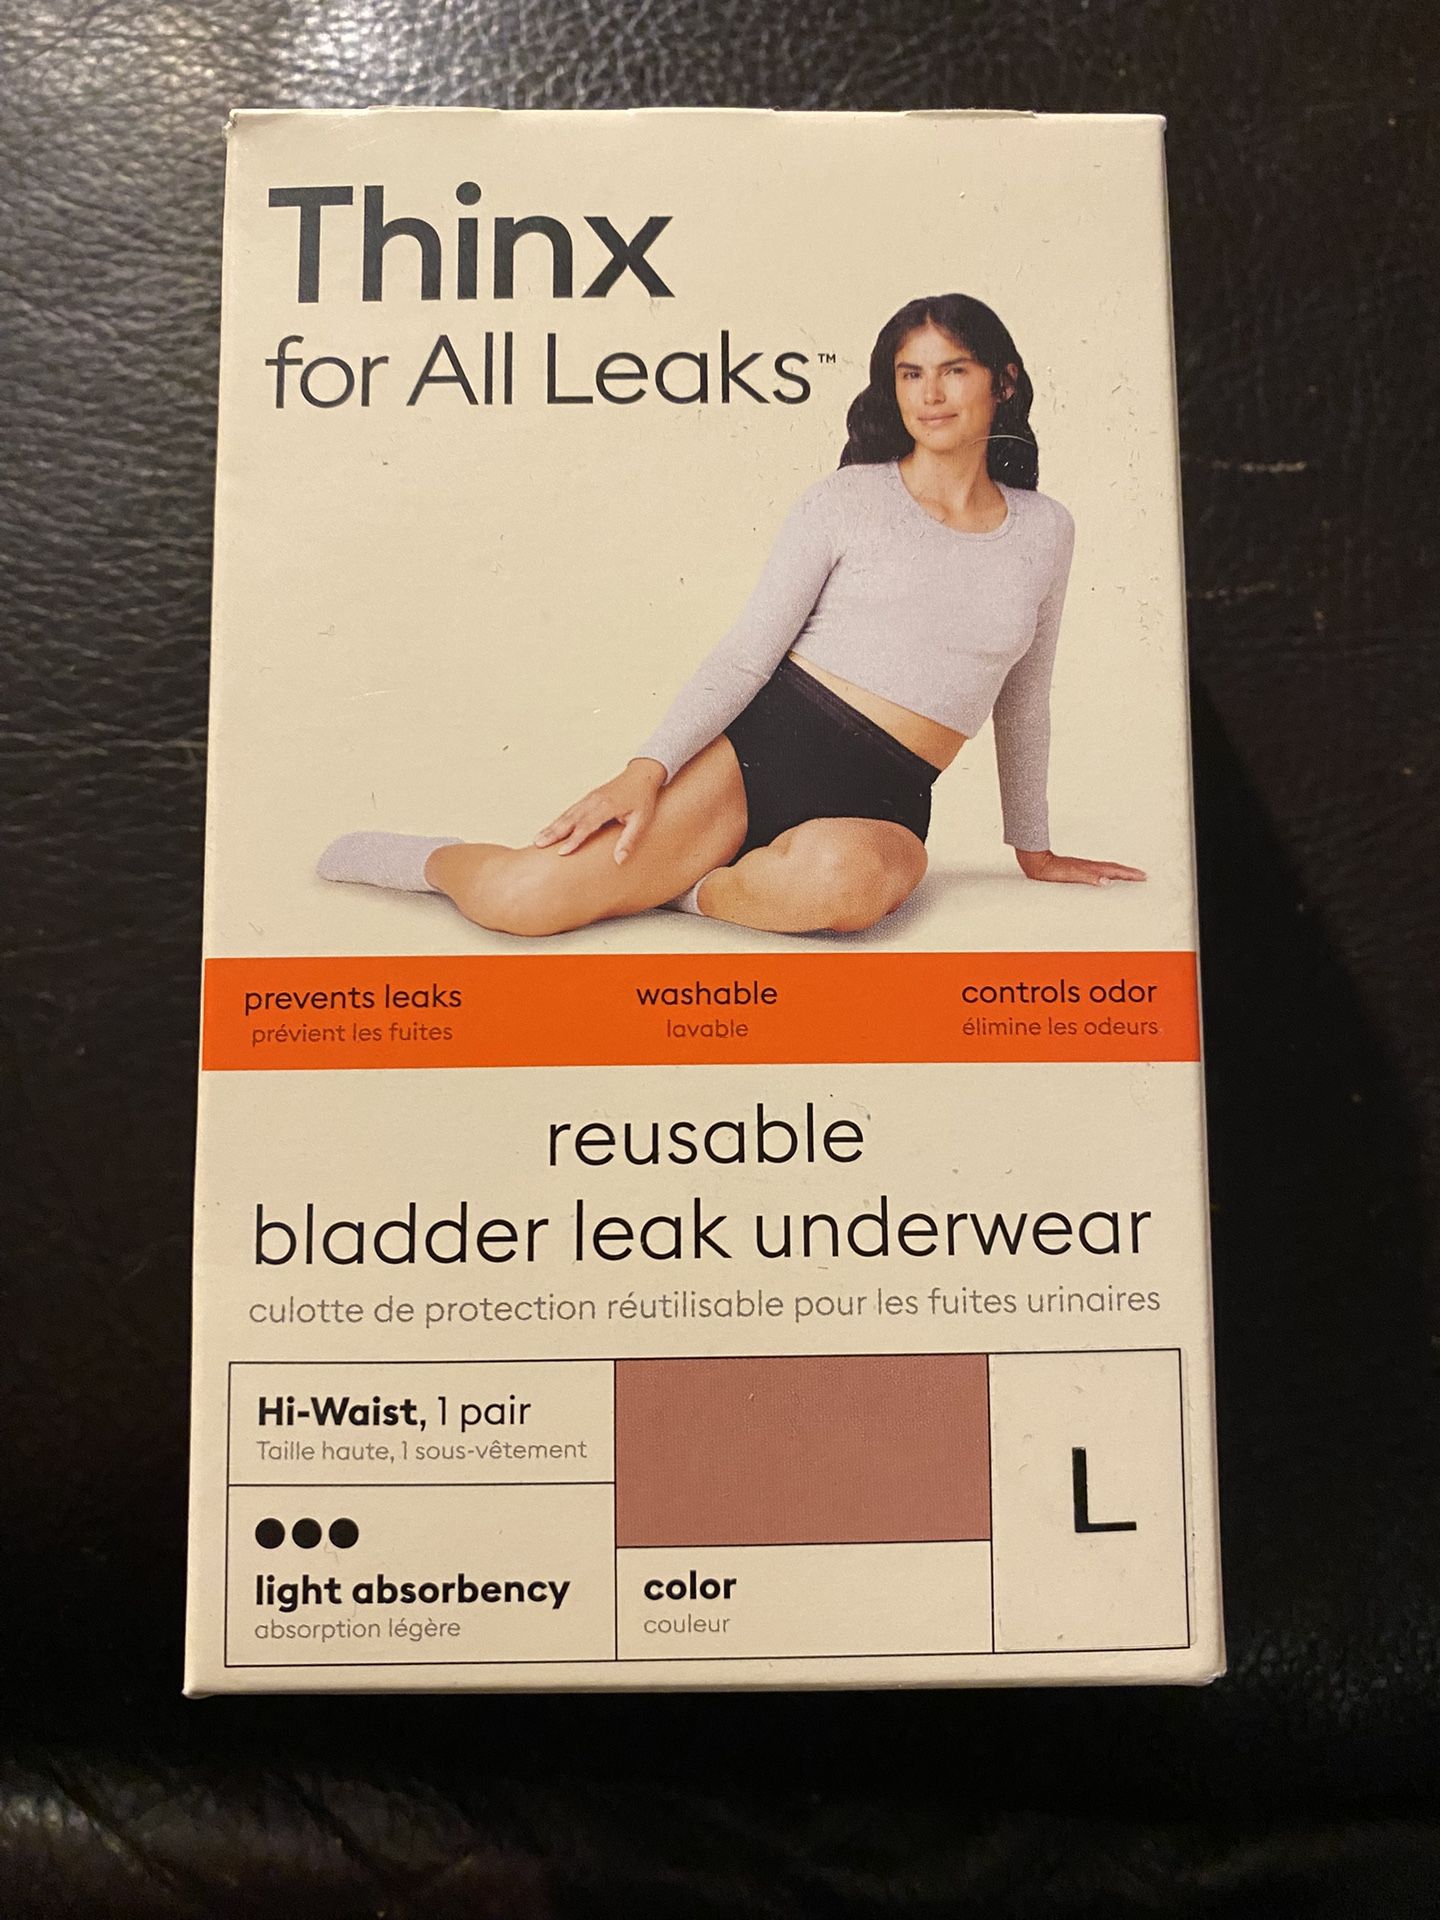 Thinx
for All Leaks™
prevents leaks
prévient les fuites
washable
lavable
controls odor
élimine les odeurs
reusable
bladder leak underwear
culotte de protection réutilisable pour les fuites urinaires
Hi-Waist, 1 pair
Taille haute, 1 sous-vêtement
light absorbency
absorption légère
color
couleur
L